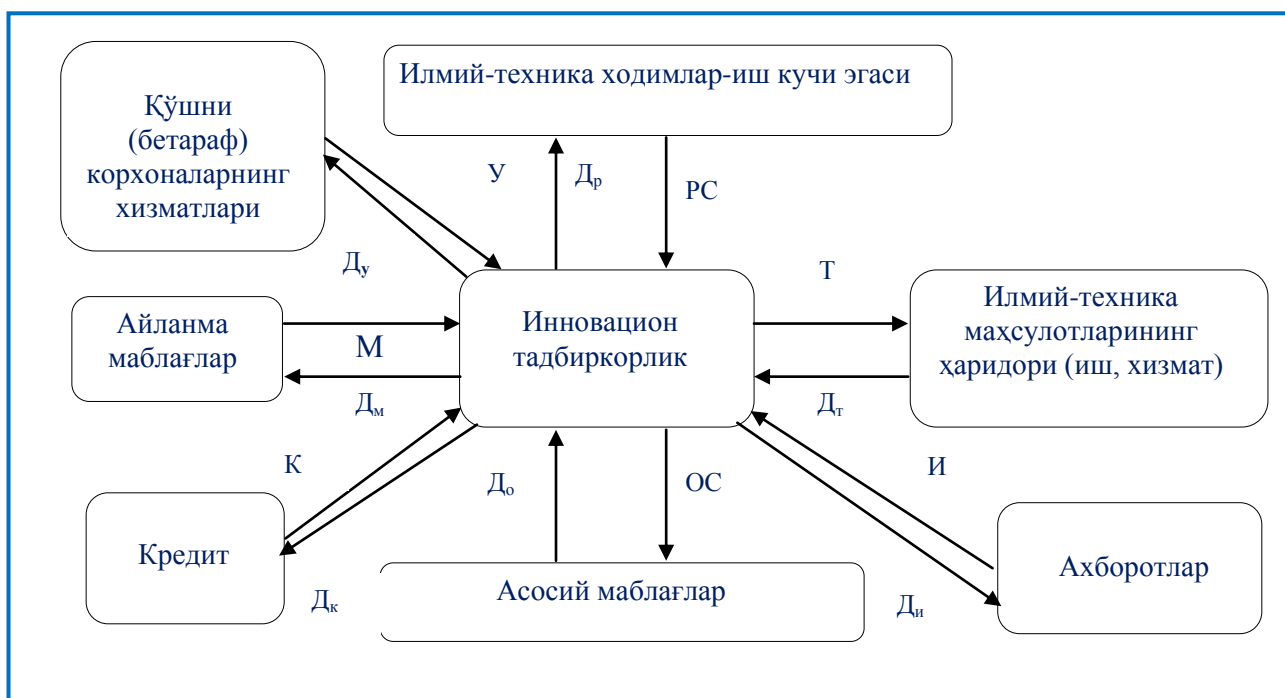 Қўшни
(бетараф)
корхоналарнинг
хизматлари
Илмий-техника ходимлар-иш кучи эгаси
У
Др
РС
Ду
Т
Айланма
маблағлар
М
Дм
Инновацион
тадбиркорлик
Илмий-техника
маҳсулотларининг
ҳаридори (иш, хизмат)
Дт
К
До
ОС
И
Кредит
Дк
Асосий маблағлар
Ди
Ахборотлар